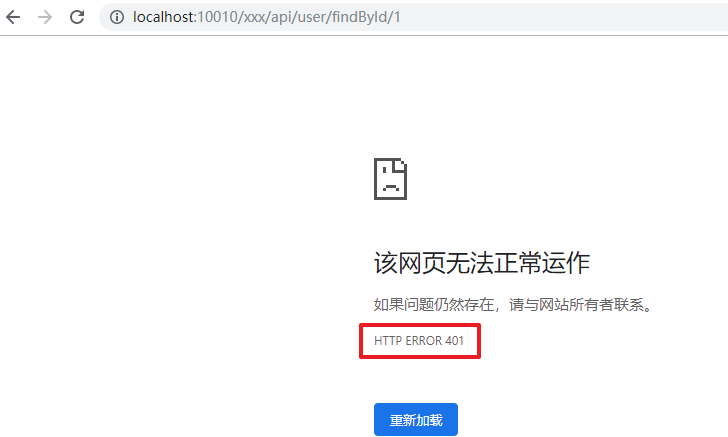 localhost:10010/xxx/api/user/findById/1
该网页无法正常运作
如果问题仍然存在，请与网站所有者联系。
HTTP ERROR 401
重新加载